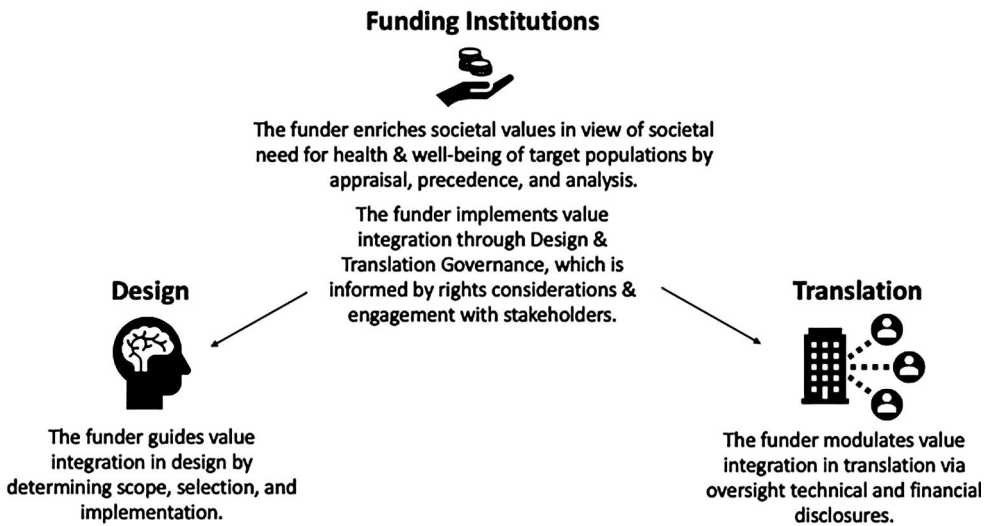 Funding Institutions
The funder enriches societal values in view of societal
need for health & well-being of target populations by
appraisal, precedence, and analysis.
The funder implements value
integration through Design &
Translation Governance, which is
informed by rights considerations &
engagement with stakeholders.
Design
The funder guides value
integration in design by
determining scope, selection, and
implementation.
Translation
The funder modulates value
integration in translation via
oversight technical and financial
disclosures.